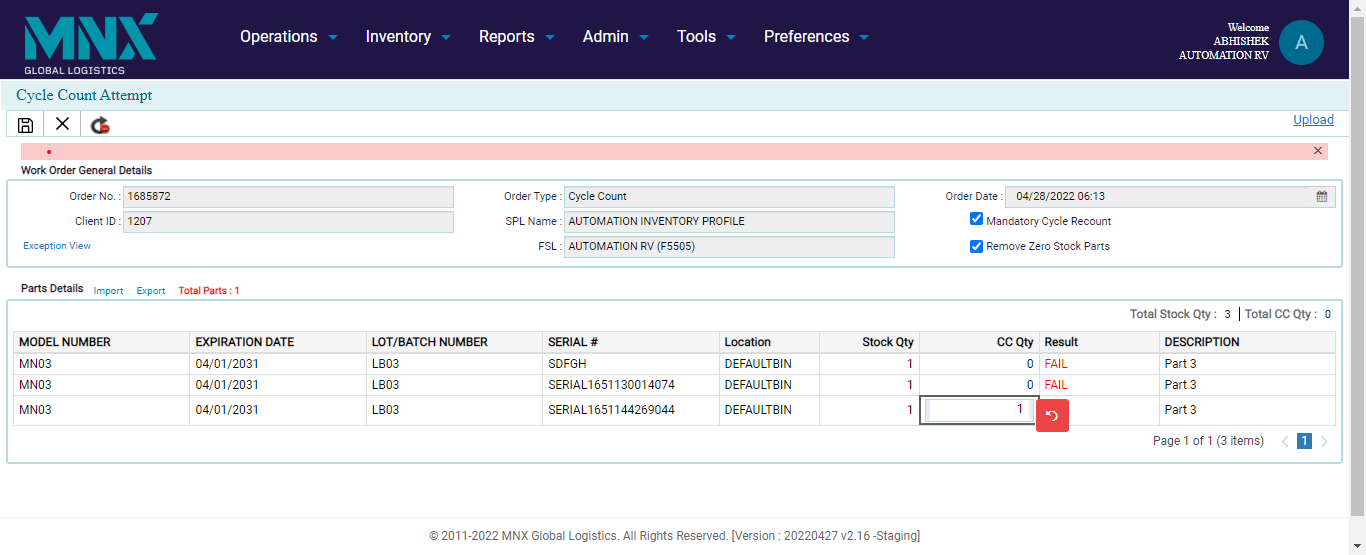 MNX
GLOBAL LOGISTICS
Operations Inventory Reports Admin Tools Preferences
Welcome
ABHISHEK
AUTOMATION RV
A
Cycle Count Attempt
Upload
Work Order General Details
Order No. : 1685872 Order Type : Cycle Count Order Date : 04/28/2022 06:13
Client ID : 1207 SPL Name : AUTOMATION INVENTORY PROFILE Mandatory Cycle Recount
Exception View FSL : AUTOMATION RV (F5505) Remove Zero Stock Parts
Parts Details Import Export Total Parts : 1
Total Stock Qty : 3 Total CC Qty : 0
MODEL NUMBER EXPIRATION DATE LOT/BATCH NUMBER SERIAL # Location Stock Qty CC Qty Result DESCRIPTION
MN03 04/01/2031 LB03 SDFGH DEFAULTBIN 1 0 FAIL Part 3
MN03 04/01/2031 LB03 SERIAL1651130014074 DEFAULTBIN 1 0 FAIL Part 3
MN03 04/01/2031 LB03 SERIAL1651144269044 DEFAULTBIN 1 1 Part 3
Page 1 of 1 (3 items) 1
© 2011-2022 MNX Global Logistics. All Rights Reserved. [Version : 20220427 v2.16 -Staging]